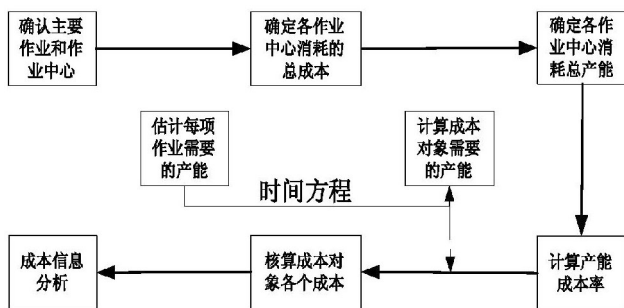 确认主要
作业和作
业中心
确定各作业
中心消耗的
总成本
确定各作
业中心消
耗总产能
估计每项
作业需要
的产能
计算成本
对象需要
的产能
时间方程
成本信息
分析
核算成本对
象各个成本
计算产能
成本率